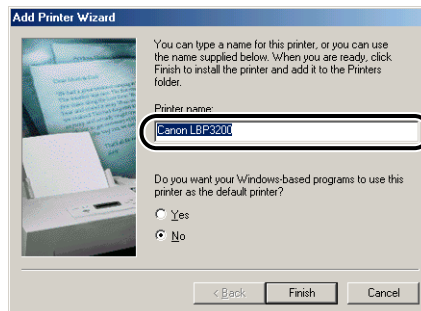 Add Printer Wizard
You can type a name for this printer, or you can use
the name supplied below. When you are ready, click
Finish to install the printer and add it to the Printers
folder.
Printer name:
Canon LBP3200
Do you want your Windows-based programs to use this
printer as the default printer?
Yes
No
< Back
Finish
Cancel